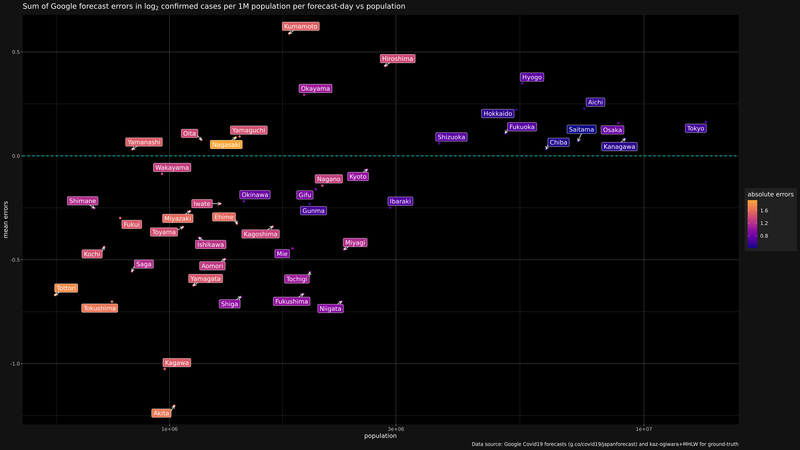 Sum of Google forecast errors in log₂ confirmed cases per 1M population per forecast-day vs population
Kumamoto
0.5
Hiroshima
Hyogo
Okayama
Aichi
Hokkaido
Fukuoka
Saitama
Osaka
Tokyo
Oita
Yamaguchi
Shizuoka
Yamanashi
Nagasaki
Chiba
Kanagawa
0.0
Wakayama
Nagano
Kyoto
Shimane
Iwate
Okinawa
Gifu
Ibaraki
Gunma
mean errors
Miyazaki
Ehime
Fukui
Toyama
Kagoshima
Ishikawa
Miyagi
Kochi
Mie
absolute errors
1.6
1.2
0.8
-0.5
Saga
Aomori
Yamagata
Tochigi
Tottori
Tokushima
Shiga
Fukushima
Niigata
-1.0
Kagawa
Akita
1e+06
3e+06
1e+07
population
Data source: Google Covid19 forecasts (g.co/covid19/japanforecast) and kaz-ogiwara+MHLW for ground-truth